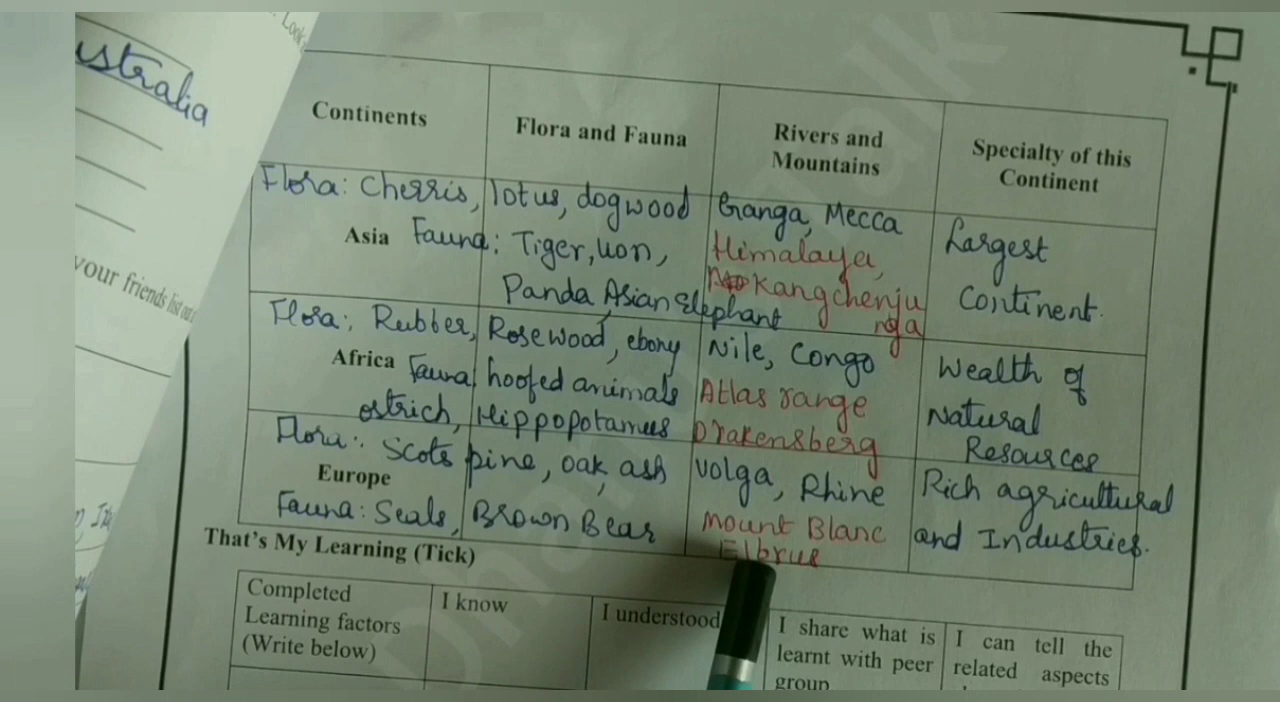 Look
ustralia
your friends list out
Continents
Flora and Fauna
Rivers and
Mountains
Specialty of this
Continent
Flora: Cherris, lotus, dogwood
Asia Fauna: Tiger, lion,
Panda, Asian Elephant
Ganga, Mecca
Himalaya,
Kangchenju
nga
Largest
Continent.
Flora: Rubber, Rosewood, ebony
Africa Fauna hoofed animals
ostrich, Hippopotamus
Nile, Congo
Atlas range
Drakensberg
Wealth of
Natural
Resources
Flora: Scots pine, oak, ash
Europe
Fauna: Seals, Brown Bear
Volga, Rhine
Mount Blanc
Elbrus
Rich agricultural
and Industries.
That's My Learning (Tick)
Completed
Learning factors
(Write below)
I know
I understood
I share what is
learnt with peer
group
I can tell the
related aspects